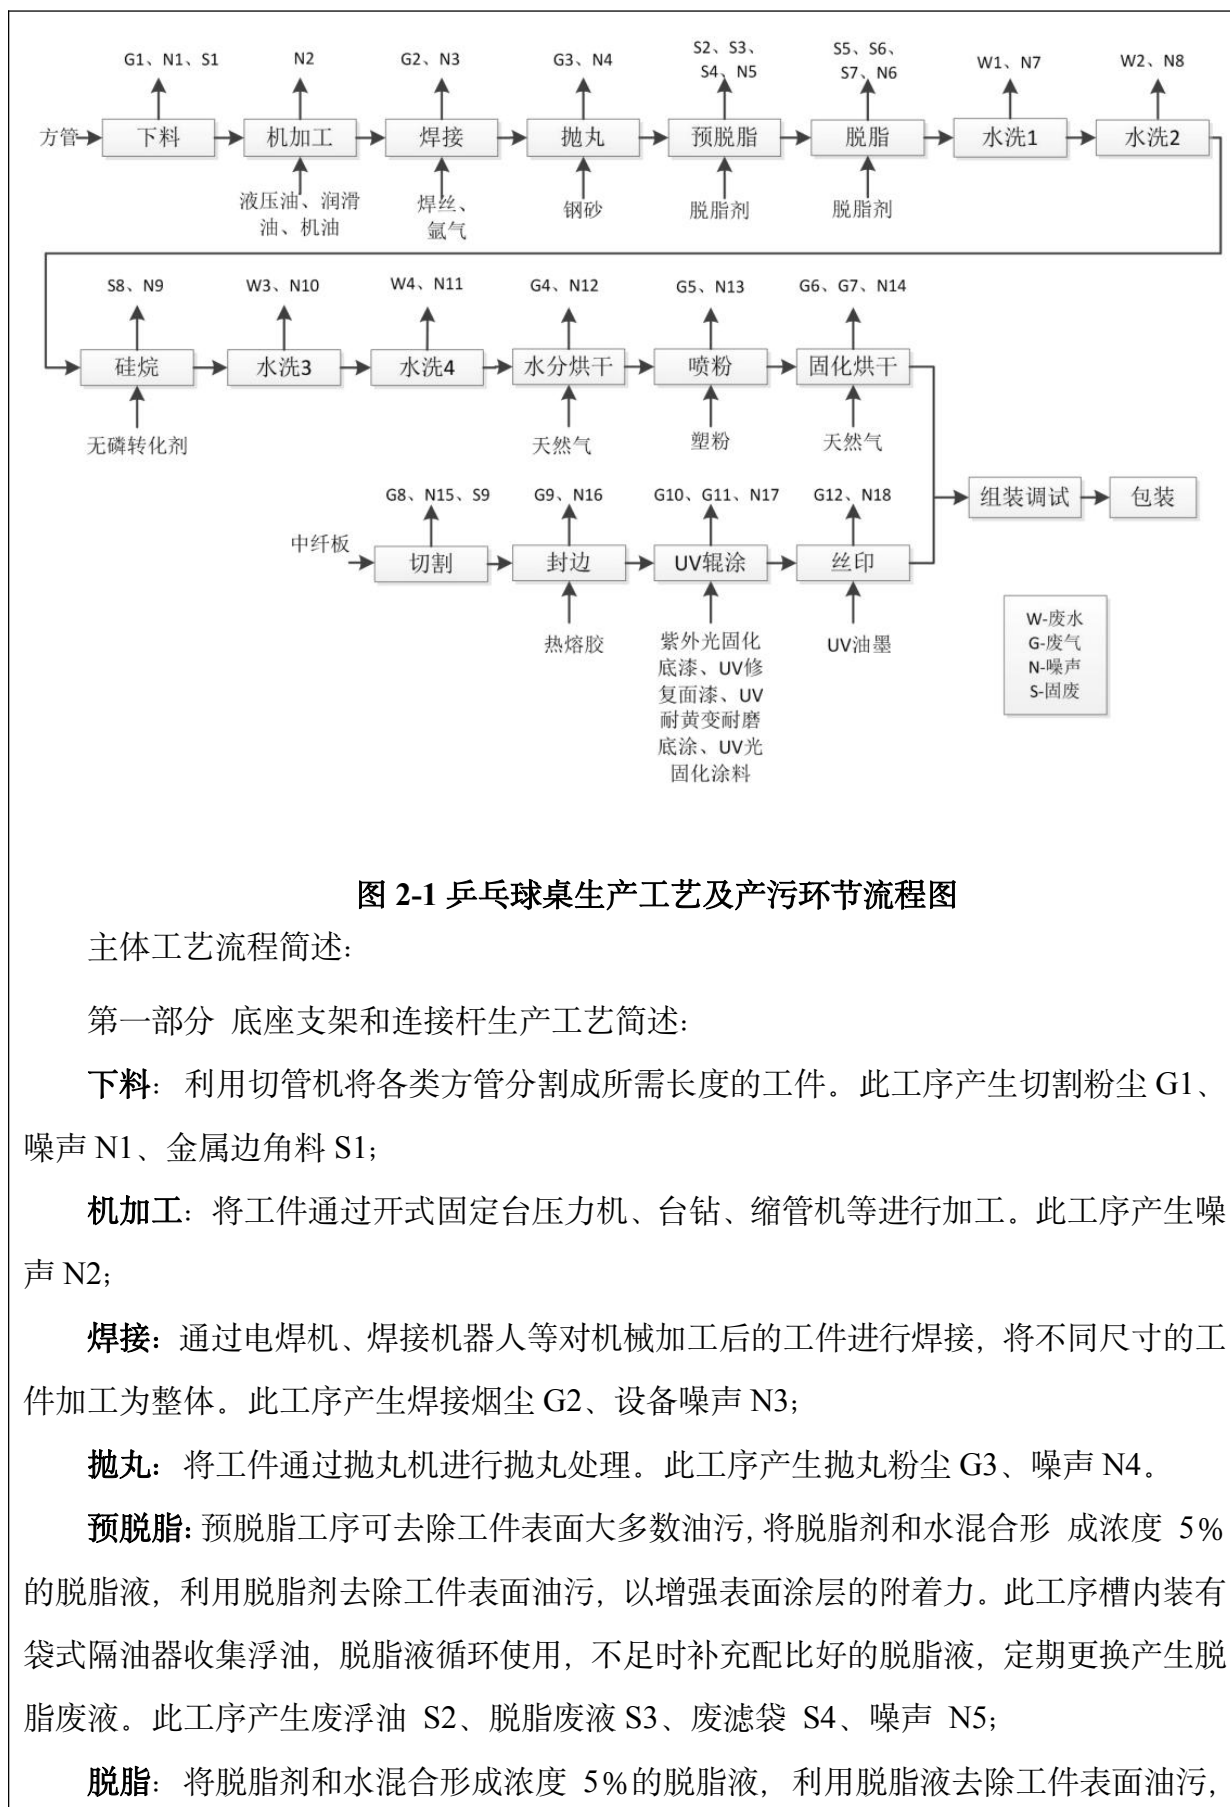 G1、N1、S1
N2
G2、N3
G3、N4
S2、S3、
S4、N5
S5、S6、
S7、N6
W1、N7
W2、N8
方管
下料
机加工
焊接
抛丸
预脱脂
脱脂
水洗1
水洗2
液压油、润滑
油、机油
焊丝、
氩气
钢砂
脱脂剂
脱脂剂
S8、N9
W3、N10
W4、N11
G4、N12
G5、N13
G6、G7、N14
硅烷
水洗3
水洗4
水分烘干
喷粉
固化烘干
无磷转化剂
天然气
塑粉
天然气
G8、N15、S9
G9、N16
G10、G11、N17
G12、N18
组装调试
包装
中纤板
切割
封边
UV辊涂
丝印
热熔胶
紫外光固化
底漆、UV修
复面漆、UV
耐黄变耐磨
底涂、UV光
固化涂料
UV油墨
W-废水
G-废气
N-噪声
S-固废
图 2-1 乒乓球桌生产工艺及产污环节流程图
主体工艺流程简述：
第一部分 底座支架和连接杆生产工艺简述：
下料：利用切管机将各类方管分割成所需长度的工件。此工序产生切割粉尘 G1、
噪声 N1、金属边角料 S1；
机加工：将工件通过开式固定台压力机、台钻、缩管机等进行加工。此工序产生噪
声 N2；
焊接：通过电焊机、焊接机器人等对机械加工后的工件进行焊接，将不同尺寸的工
件加工为整体。此工序产生焊接烟尘 G2、设备噪声 N3；
抛丸：将工件通过抛丸机进行抛丸处理。此工序产生抛丸粉尘 G3、噪声 N4。
预脱脂：预脱脂工序可去除工件表面大多数油污，将脱脂剂和水混合形 成浓度 5%
的脱脂液，利用脱脂剂去除工件表面油污，以增强表面涂层的附着力。此工序槽内装有
袋式隔油器收集浮油，脱脂液循环使用，不足时补充配比好的脱脂液，定期更换产生脱
脂废液。此工序产生废浮油 S2、脱脂废液 S3、废滤袋 S4、噪声 N5；
脱脂：将脱脂剂和水混合形成浓度 5%的脱脂液，利用脱脂液去除工件表面油污，